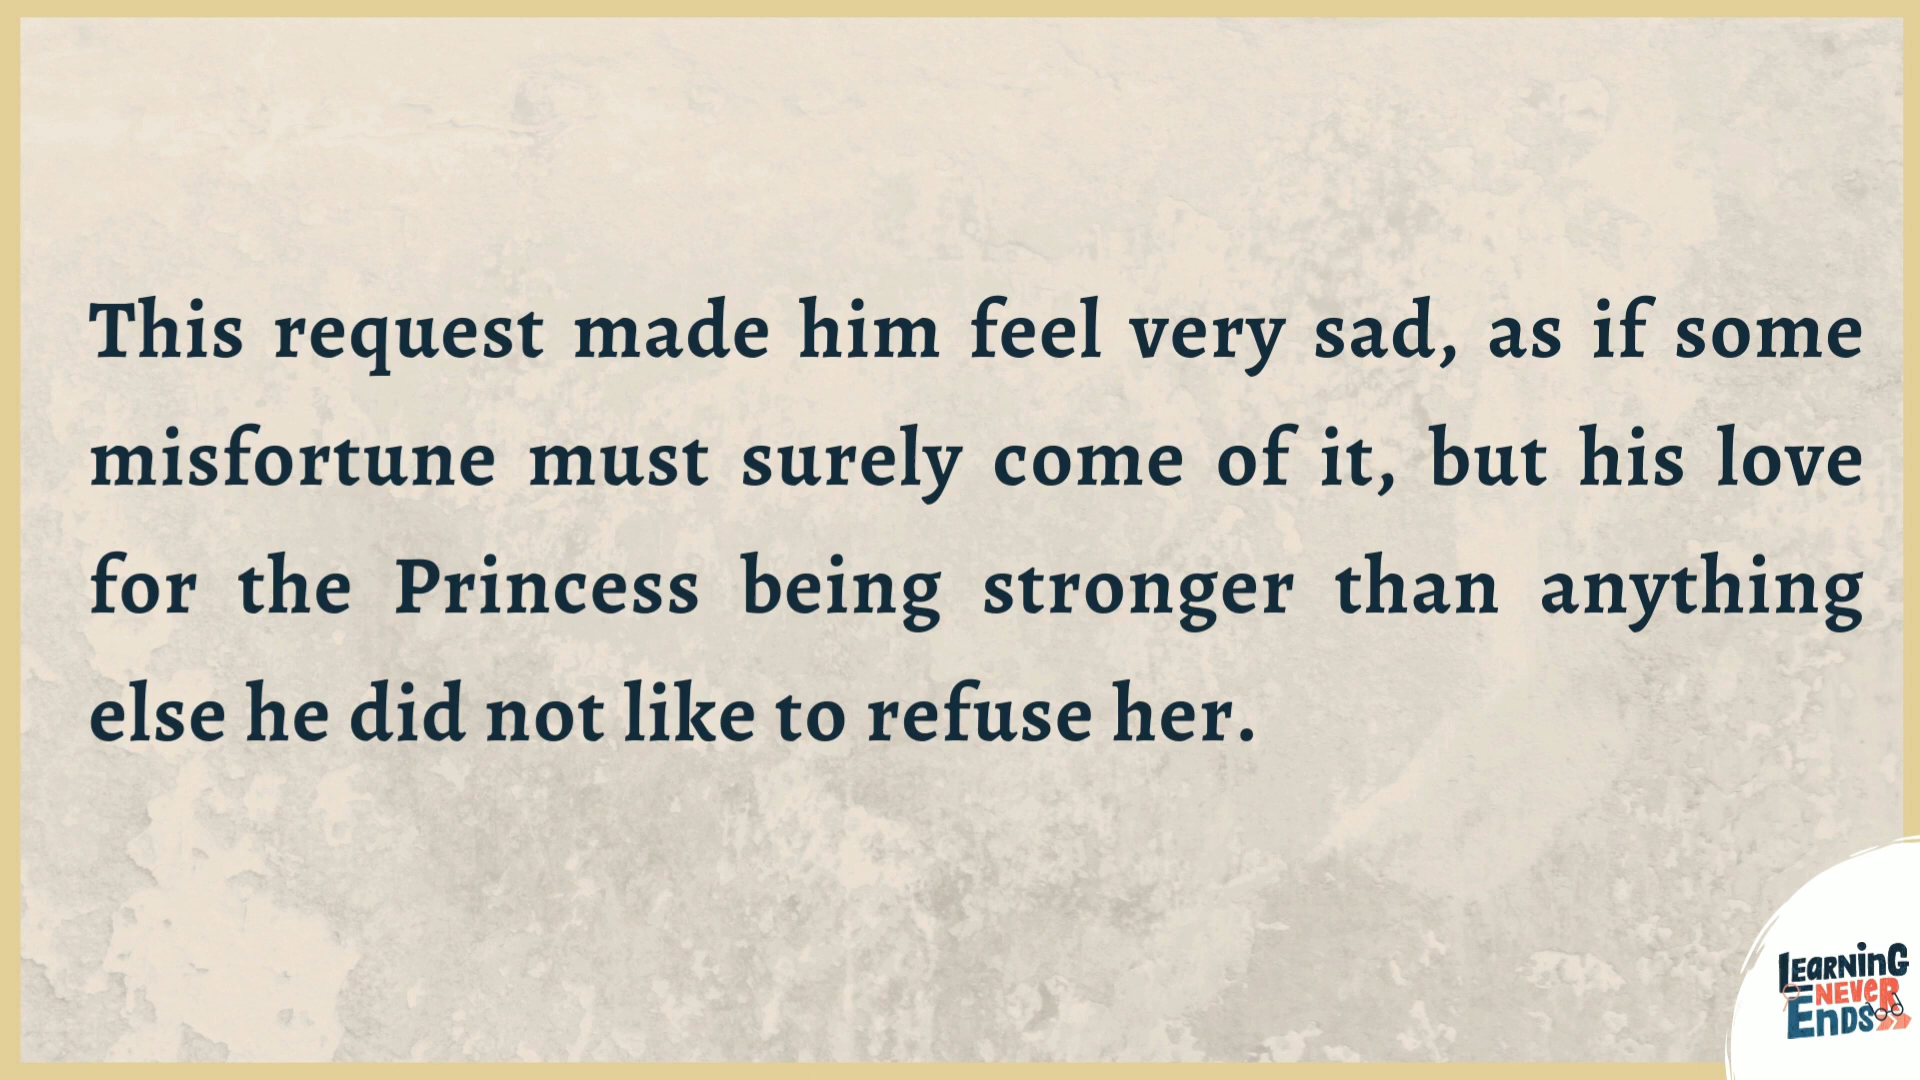 This request made him feel very sad, as if some
misfortune must surely come of it, but his love
for the Princess being stronger than anything
else he did not like to refuse her.
LEARNinG
NEVER
EnDS